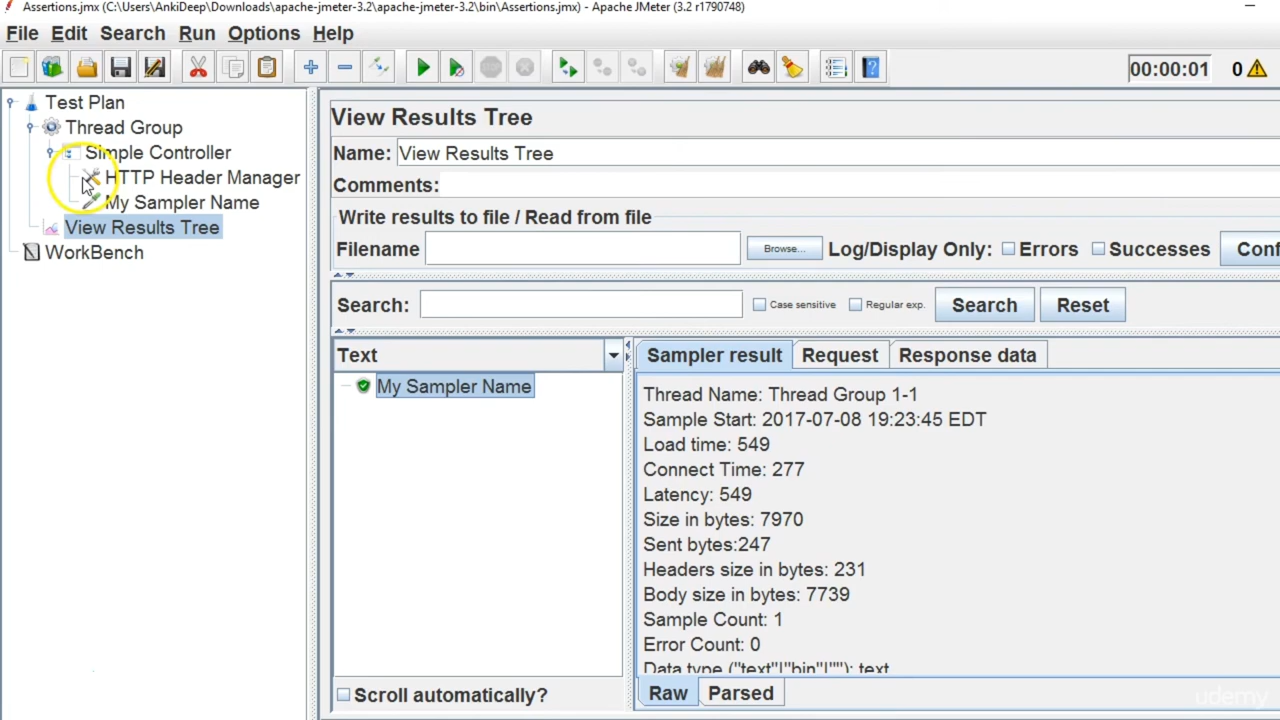 Assertions.jmx (C:\Users\AnkiDeep\Downloads\apache-jmeter-3.2\apache-jmeter-3.2\bin\Assertions.jmx) - Apache JMeter (3.2 r1790748)
File Edit Search Run Options Help
00:00:01 0
Test Plan
Thread Group
Simple Controller
HTTP Header Manager
My Sampler Name
View Results Tree
WorkBench
View Results Tree
Name: View Results Tree
Comments:
Write results to file / Read from file
Filename Browse... Log/Display Only: Errors Successes Conf
Search: Case sensitive Regular exp. Search Reset
Text
My Sampler Name
Scroll automatically?
Sampler result Request Response data
Thread Name: Thread Group 1-1
Sample Start: 2017-07-08 19:23:45 EDT
Load time: 549
Connect Time: 277
Latency: 549
Size in bytes: 7970
Sent bytes:247
Headers size in bytes: 231
Body size in bytes: 7739
Sample Count: 1
Error Count: 0
Data type ("text"|"bin"|""): text
Raw Parsed
udemy